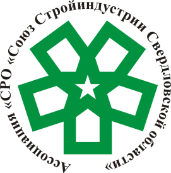 Ассоциация «СРО «Союз Стройиндустрии Свердловской области»